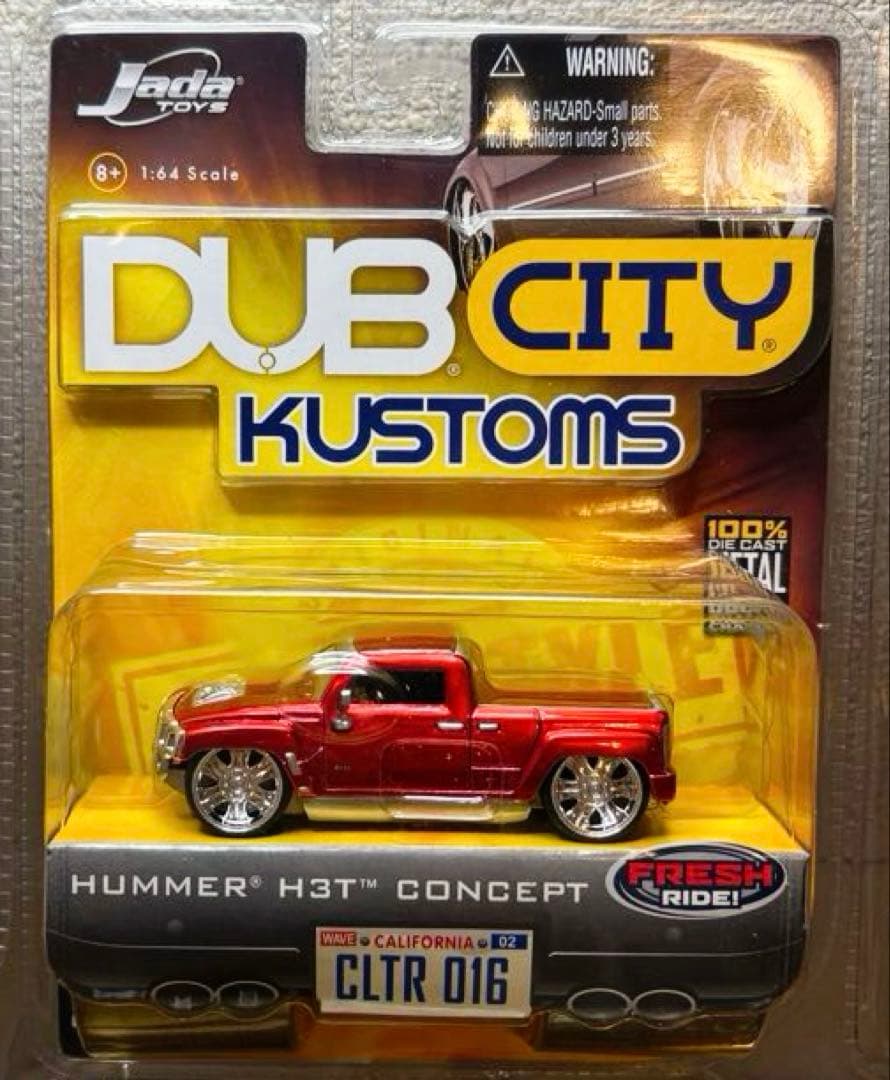 Jada®
TOYS
8+ 1:64 Scale
WARNING:
HAZARD-Small parts.
Not for children under 3 years.
DUB® CITY®
KUSTOMS
100%
DIE CAST
HUMMER® H3T™ CONCEPT
FRESH
RIDE!
WAVE CALIFORNIA 02
CLTR 016